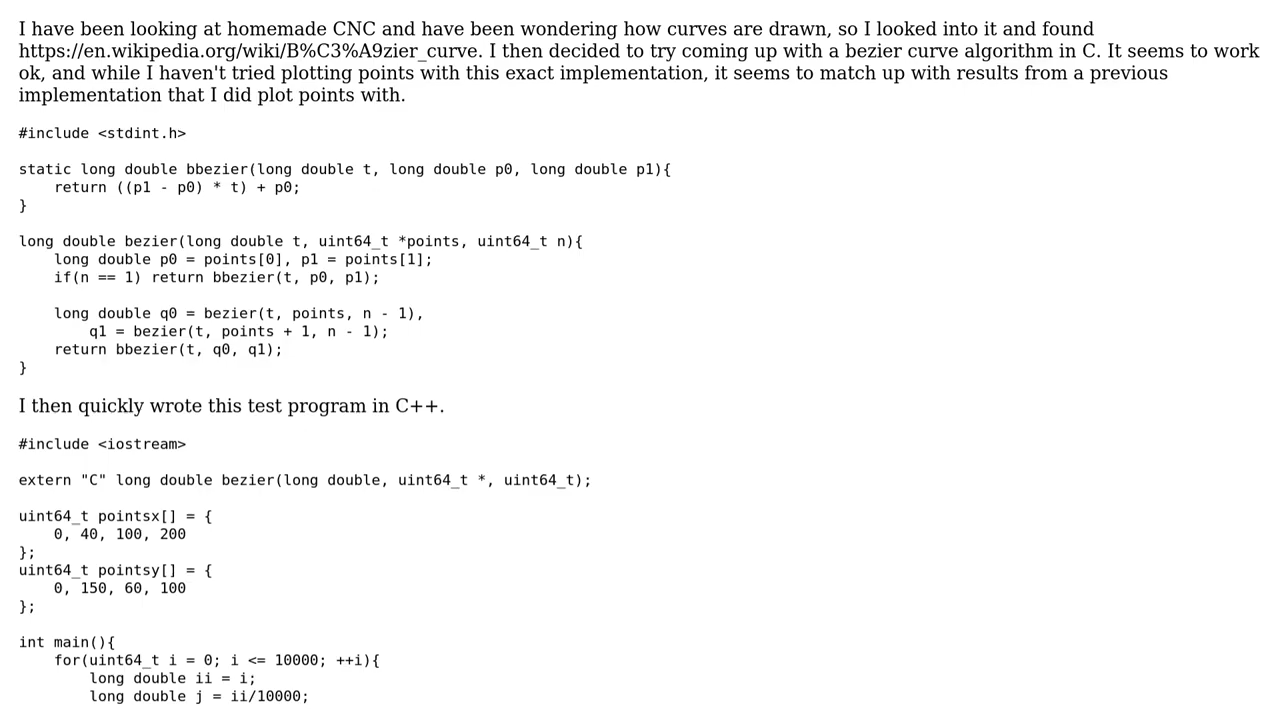 I have been looking at homemade CNC and have been wondering how curves are drawn, so I looked into it and found
https://en.wikipedia.org/wiki/B%C3%A9zier_curve. I then decided to try coming up with a bezier curve algorithm in C. It seems to work
ok, and while I haven't tried plotting points with this exact implementation, it seems to match up with results from a previous
implementation that I did plot points with.
#include <stdint.h>
static long double bbezier(long double t, long double p0, long double p1){
    return ((p1 - p0) * t) + p0;
}
long double bezier(long double t, uint64_t *points, uint64_t n){
    long double p0 = points[0], p1 = points[1];
    if(n == 1) return bbezier(t, p0, p1);
    long double q0 = bezier(t, points, n - 1),
        q1 = bezier(t, points + 1, n - 1);
    return bbezier(t, q0, q1);
}
I then quickly wrote this test program in C++.
#include <iostream>
extern "C" long double bezier(long double, uint64_t *, uint64_t);
uint64_t pointsx[] = {
    0, 40, 100, 200
};
uint64_t pointsy[] = {
    0, 150, 60, 100
};
int main(){
    for(uint64_t i = 0; i <= 10000; ++i){
        long double ii = i;
        long double j = ii/10000;